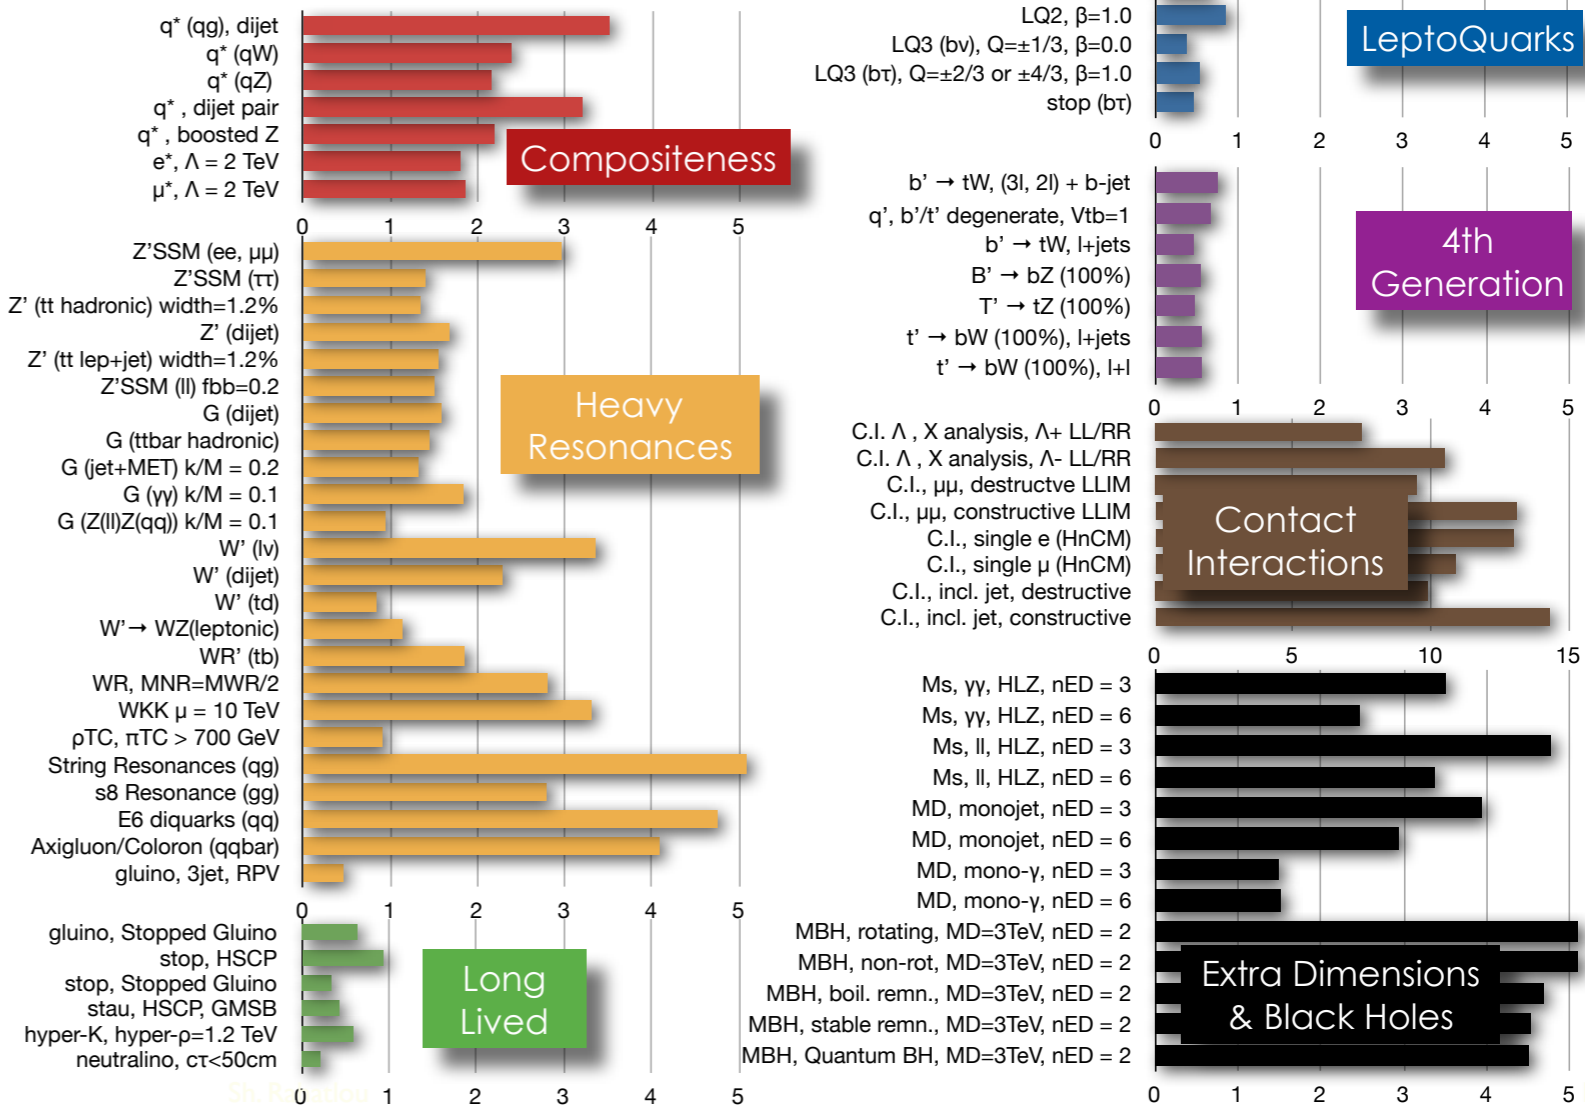 q* (qg), dijet
q* (qW)
q* (qZ)
q* , dijet pair
q* , boosted Z
e*, Λ = 2 TeV
μ*, Λ = 2 TeV
Compositeness
0 1 2 3 4 5
Z'SSM (ee, μμ)
Z'SSM (ττ)
Z' (tt hadronic) width=1.2%
Z' (dijet)
Z' (tt lep+jet) width=1.2%
Z'SSM (ll) fbb=0.2
G (dijet)
G (ttbar hadronic)
G (jet+MET) k/M = 0.2
G (γγ) k/M = 0.1
G (Z(ll)Z(qq)) k/M = 0.1
W' (lν)
W' (dijet)
W' (td)
W'→ WZ(leptonic)
WR' (tb)
WR, MNR=MWR/2
WKK μ = 10 TeV
ρTC, πTC > 700 GeV
String Resonances (qg)
s8 Resonance (gg)
E6 diquarks (qq)
Axigluon/Coloron (qqbar)
gluino, 3jet, RPV
Heavy
Resonances
0 1 2 3 4 5
gluino, Stopped Gluino
stop, HSCP
stop, Stopped Gluino
stau, HSCP, GMSB
hyper-K, hyper-ρ=1.2 TeV
neutralino, cτ<50cm
Long
Lived
0 1 2 3 4 5
LQ2, β=1.0
LQ3 (bν), Q=±1/3, β=0.0
LQ3 (bτ), Q=±2/3 or ±4/3, β=1.0
stop (bτ)
LeptoQuarks
0 1 2 3 4 5
b' → tW, (3l, 2l) + b-jet
q', b'/t' degenerate, Vtb=1
b' → tW, l+jets
B' → bZ (100%)
T' → tZ (100%)
t' → bW (100%), l+jets
t' → bW (100%), l+l
4th
Generation
0 1 2 3 4 5
C.I. Λ , X analysis, Λ+ LL/RR
C.I. Λ , X analysis, Λ- LL/RR
C.I., μμ, destructve LLIM
C.I., μμ, constructive LLIM
C.I., single e (HnCM)
C.I., single μ (HnCM)
C.I., incl. jet, destructive
C.I., incl. jet, constructive
Contact
Interactions
0 5 10 15
Ms, γγ, HLZ, nED = 3
Ms, γγ, HLZ, nED = 6
Ms, ll, HLZ, nED = 3
Ms, ll, HLZ, nED = 6
MD, monojet, nED = 3
MD, monojet, nED = 6
MD, mono-γ, nED = 3
MD, mono-γ, nED = 6
MBH, rotating, MD=3TeV, nED = 2
MBH, non-rot, MD=3TeV, nED = 2
MBH, boil. remn., MD=3TeV, nED = 2
MBH, stable remn., MD=3TeV, nED = 2
MBH, Quantum BH, MD=3TeV, nED = 2
Extra Dimensions
& Black Holes
0 1 2 3 4 5